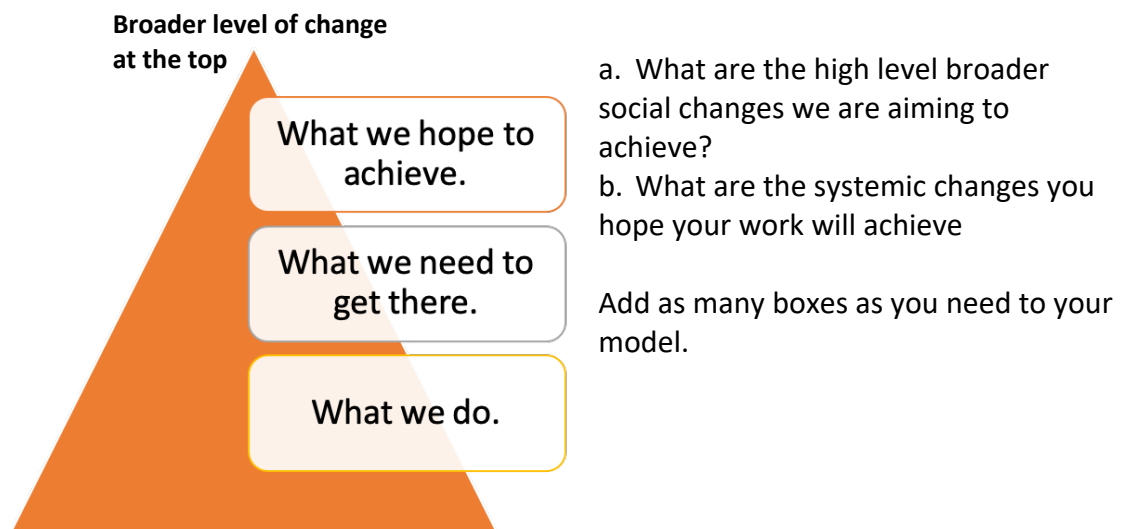 Broader level of change
at the top
What we hope to
achieve.
What we need to
get there.
What we do.
a. What are the high level broader
social changes we are aiming to
achieve?
b. What are the systemic changes you
hope your work will achieve
Add as many boxes as you need to your
model.